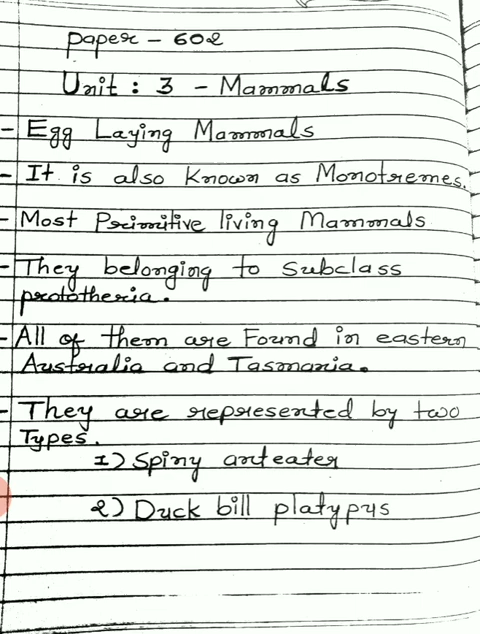 Paper - 602
Unit : 3 - Mammals
- Egg Laying Mammals
- It is also Known as Monotremes.
- Most Primitive living Mammals
- They belonging to subclass
prototheria.
- All of them are Found in eastern
Australia and Tasmania.
- They are represented by two
Types.
1) Spiny anteater
2) Duck bill platypus